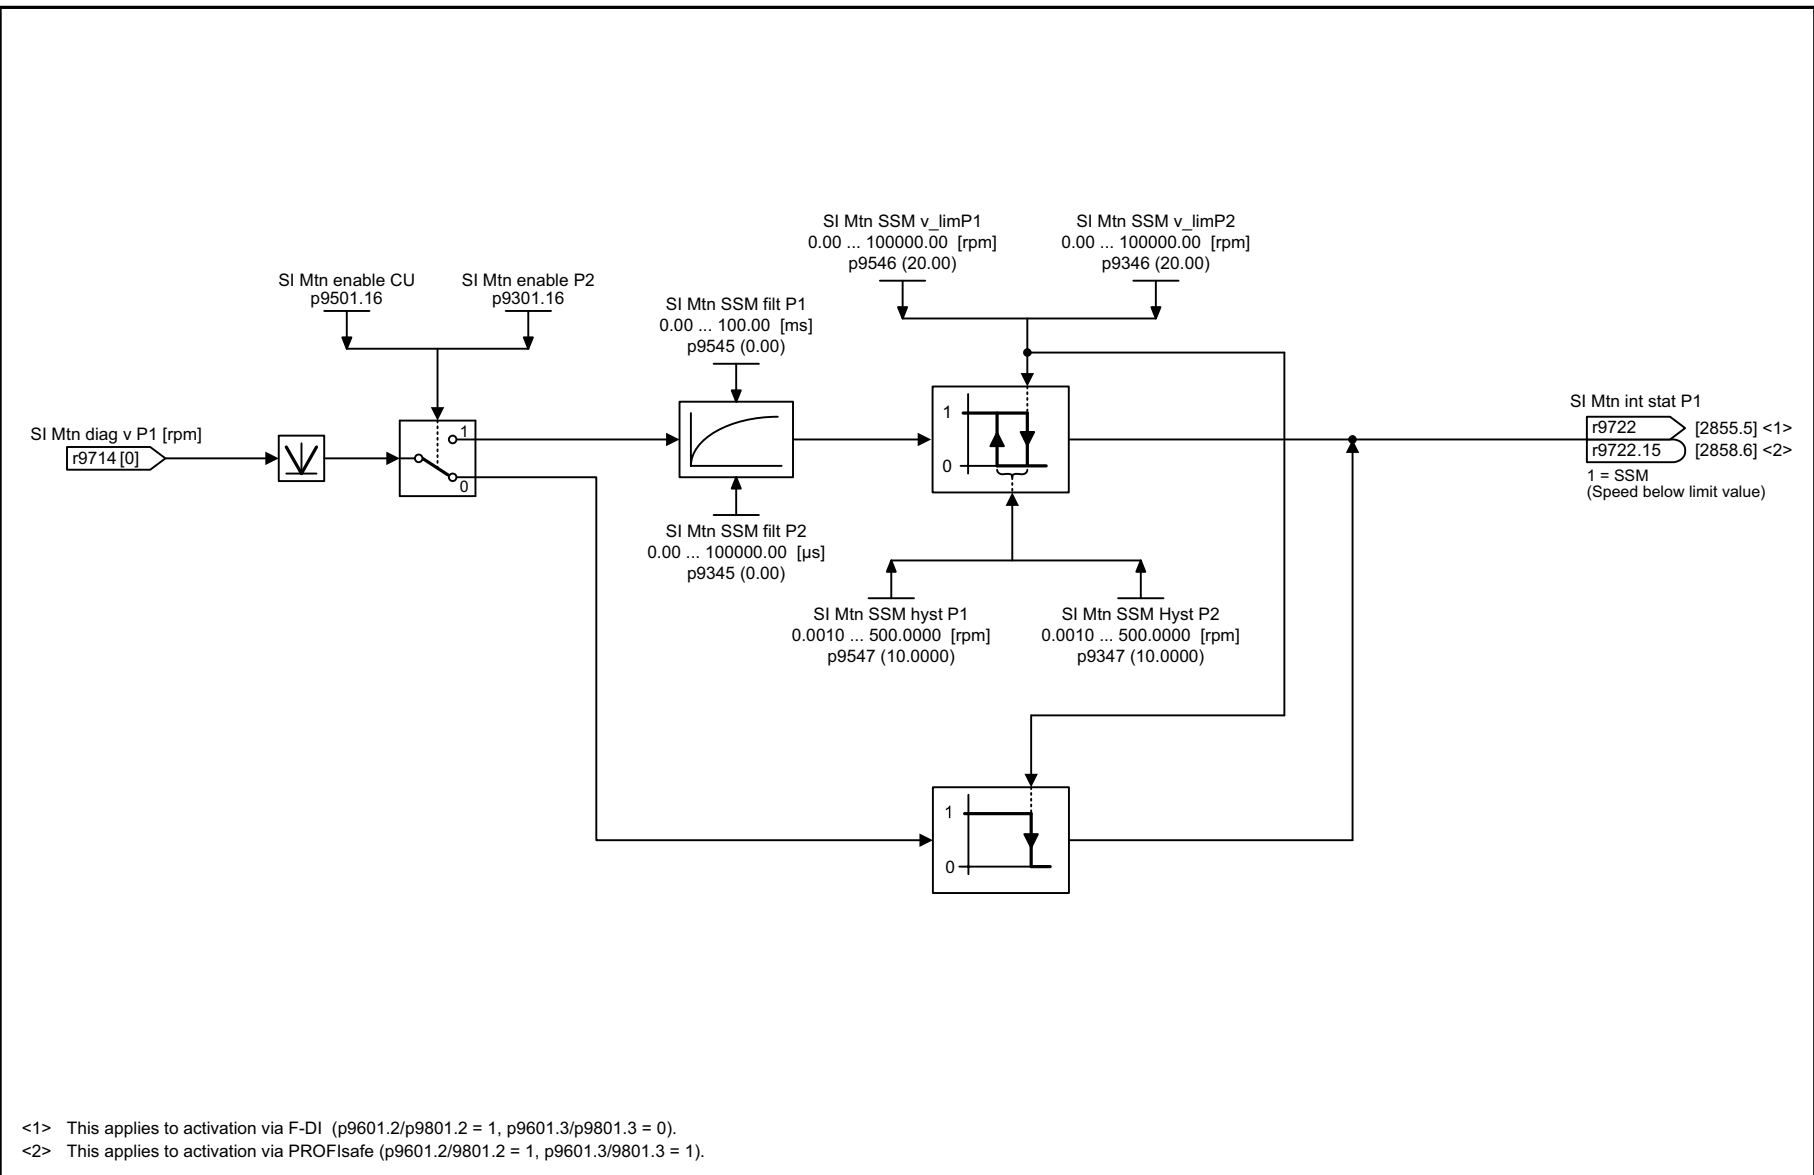 SI Mtn SSM v_limP1
0.00 ... 100000.00 [rpm]
p9546 (20.00)
SI Mtn SSM v_limP2
0.00 ... 100000.00 [rpm]
p9346 (20.00)
SI Mtn enable CU
p9501.16
SI Mtn enable P2
p9301.16
SI Mtn SSM filt P1
0.00 ... 100.00 [ms]
p9545 (0.00)
SI Mtn diag v P1 [rpm]
r9714 [0]
1
0
1
0
SI Mtn int stat P1
r9722
[2855.5] <1>
r9722.15
[2858.6] <2>
1 = SSM
(Speed below limit value)
SI Mtn SSM filt P2
0.00 ... 100000.00 [µs]
p9345 (0.00)
SI Mtn SSM hyst P1
0.0010 ... 500.0000 [rpm]
p9547 (10.0000)
SI Mtn SSM Hyst P2
0.0010 ... 500.0000 [rpm]
p9347 (10.0000)
1
0
<1> This applies to activation via F-DI (p9601.2/p9801.2 = 1, p9601.3/p9801.3 = 0).
<2> This applies to activation via PROFIsafe (p9601.2/9801.2 = 1, p9601.3/9801.3 = 1).